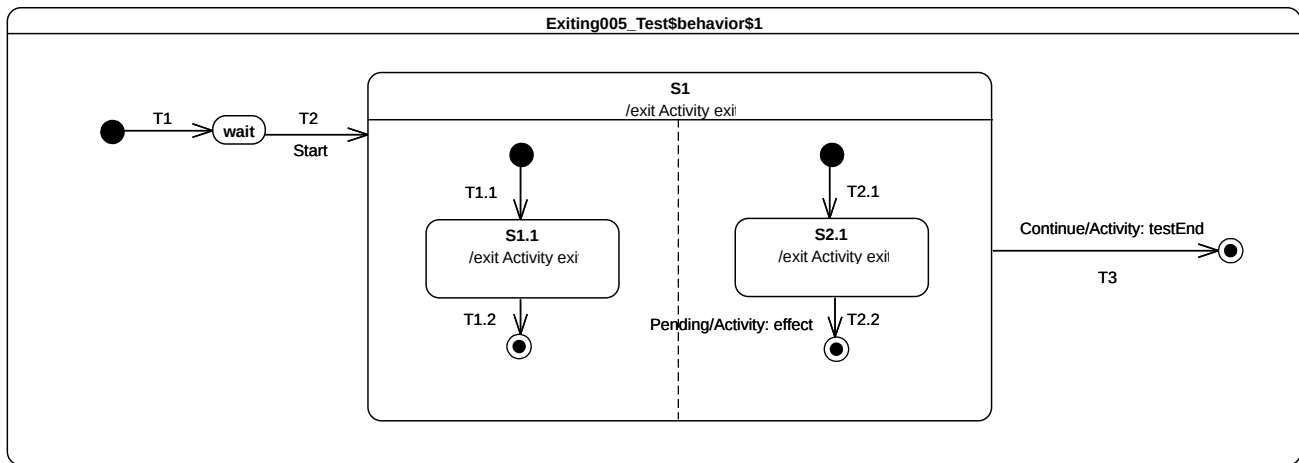 Exiting005_Test$behavior$1
S1
/exit Activity exit
T1
wait
T2
Start
T1.1
T2.1
S1.1
/exit Activity exi
S2.1
/exit Activity exit
Continue/Activity: testEnd
T3
T1.2
Pending/Activity: effect
T2.2